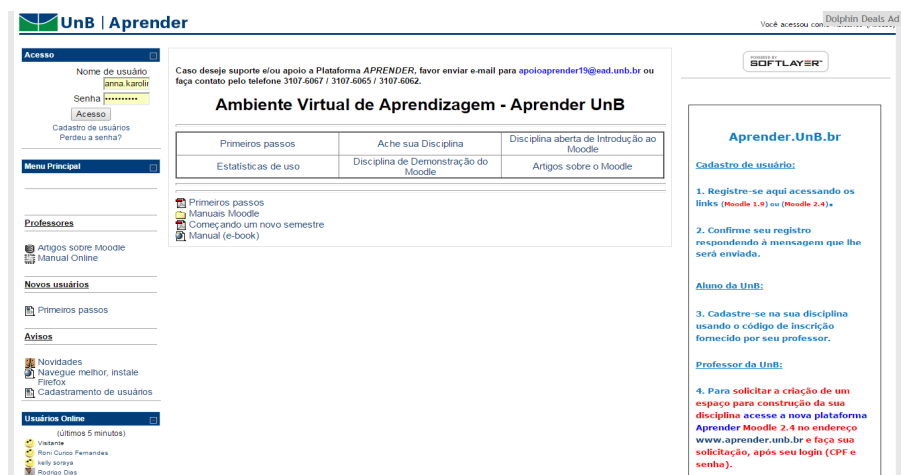 UnB | Aprender
Você acessou com
Dolphin Deals Ad
Acesso
Nome de usuário
anna.karolin
Senha
Acesso
Cadastro de usuários
Perdeu a senha?
Menu Principal
Professores
Artigos sobre Moodle
Manual Online
Novos usuários
Primeiros passos
Avisos
Novidades
Navegue melhor, instale
Firefox
Cadastramento de usuários
Usuários Online
(últimos 5 minutos)
Visitante
Roni Curico Fernandes
kelly soraya
Rodrigo Dias
Caso deseje suporte e/ou apoio a Plataforma APRENDER, favor enviar e-mail para apoioaprender19@ead.unb.br ou
faça contato pelo telefone 3107-6067 / 3107-6065 / 3107-6062.
Ambiente Virtual de Aprendizagem - Aprender UnB
Primeiros passos
Ache sua Disciplina
Disciplina aberta de Introdução ao
Moodle
Estatísticas de uso
Disciplina de Demonstração do
Moodle
Artigos sobre o Moodle
Primeiros passos
Manuais Moodle
Começando um novo semestre
Manual (e-book)
POWERED BY
SOFTLAYER
Aprender.UnB.br
Cadastro de usuário:
1. Registre-se aqui acessando os
links (Moodle 1.9) ou (Moodle 2.4).
2. Confirme seu registro
respondendo à mensagem que lhe
será enviada.
Aluno da UnB:
3. Cadastre-se na sua disciplina
usando o código de inscrição
fornecido por seu professor.
Professor da UnB:
4. Para solicitar a criação de um
espaço para construção da sua
disciplina acesse a nova plataforma
Aprender Moodle 2.4 no endereço
www.aprender.unb.br e faça sua
solicitação, após seu login (CPF e
senha).